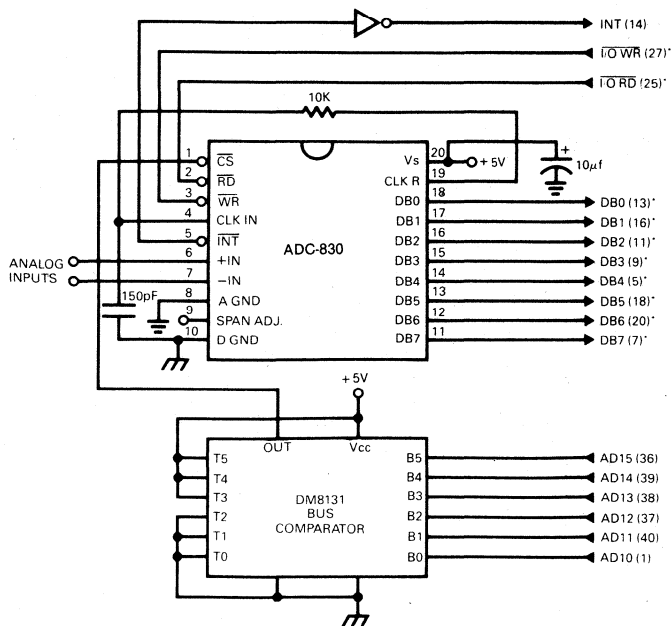 INT (14)
I/O WR (27)*
I/O RD (25)*
10K
1 CS
2 RD
3 WR
4 CLK IN
5 INT
6 +IN
7 −IN
8 A GND
9 SPAN ADJ.
10 D GND
ADC-830
Vs 20
CLK R 19
DB0 18
DB1 17
DB2 16
DB3 15
DB4 14
DB5 13
DB6 12
DB7 11
+5V
+
10µf
DB0 (13)*
DB1 (16)*
DB2 (11)*
DB3 (9)*
DB4 (5)*
DB5 (18)*
DB6 (20)*
DB7 (7)*
ANALOG
INPUTS
150pF
+5V
OUT
Vcc
T5
T4
T3
T2
T1
T0
DM8131
BUS
COMPARATOR
B5
B4
B3
B2
B1
B0
AD15 (36)
AD14 (39)
AD13 (38)
AD12 (37)
AD11 (40)
AD10 (1)